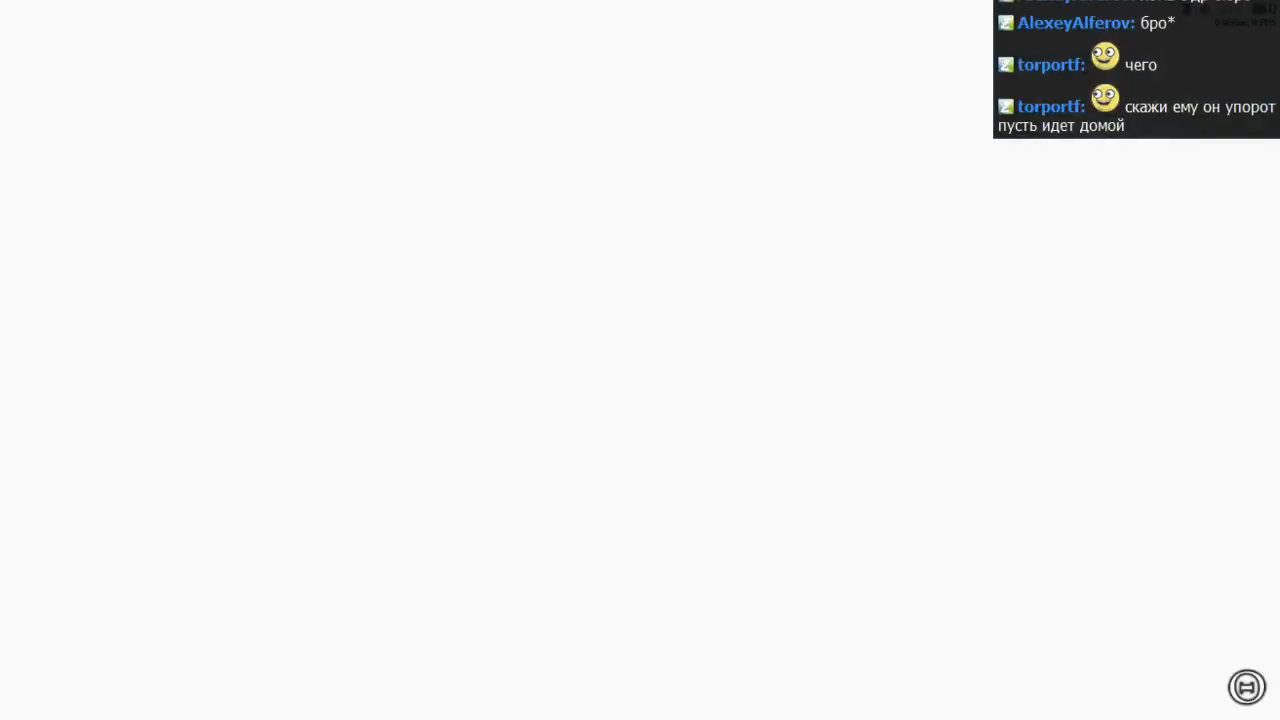 AlexeyAlferov: бро*
torportf: чего
torportf: скажи ему он упорот
пусть идет домой